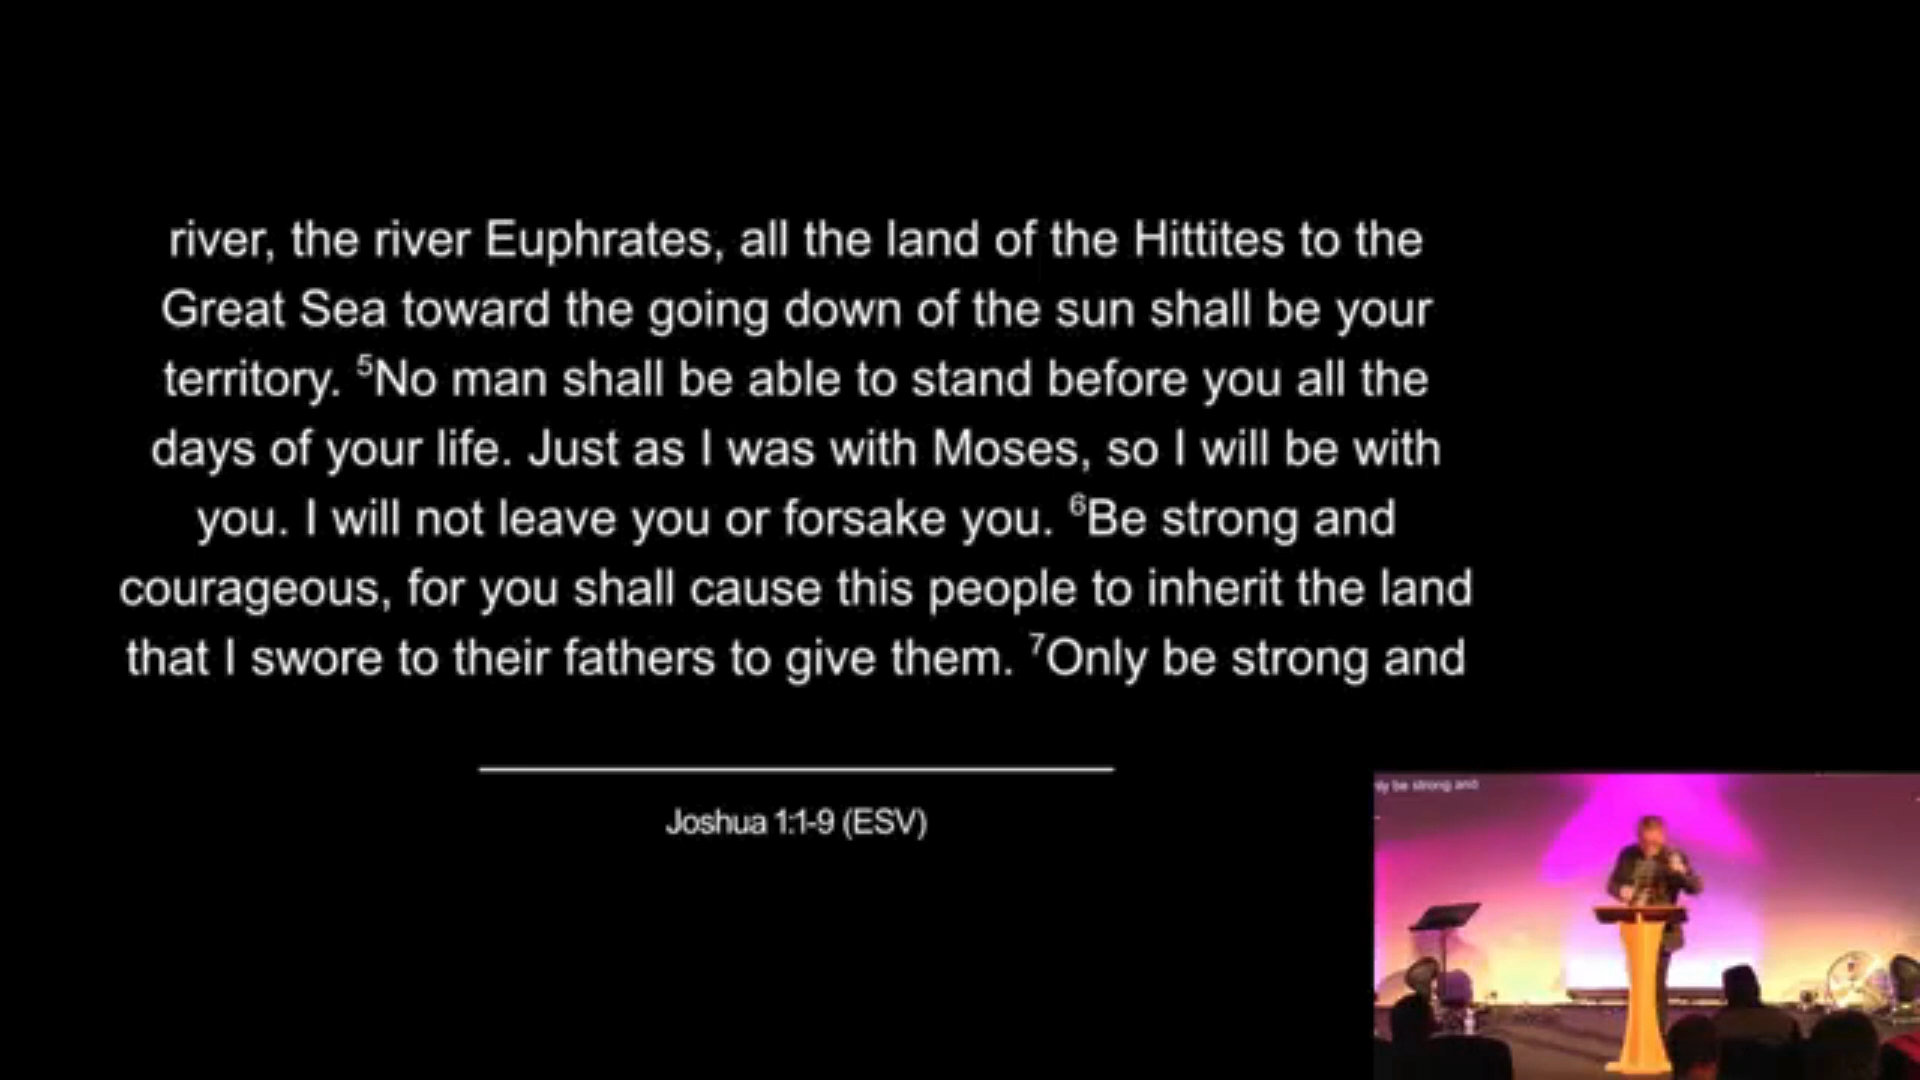 river, the river Euphrates, all the land of the Hittites to the
Great Sea toward the going down of the sun shall be your
territory. ⁵No man shall be able to stand before you all the
days of your life. Just as I was with Moses, so I will be with
you. I will not leave you or forsake you. ⁶Be strong and
courageous, for you shall cause this people to inherit the land
that I swore to their fathers to give them. ⁷Only be strong and
Joshua 1:1-9 (ESV)
be strong and